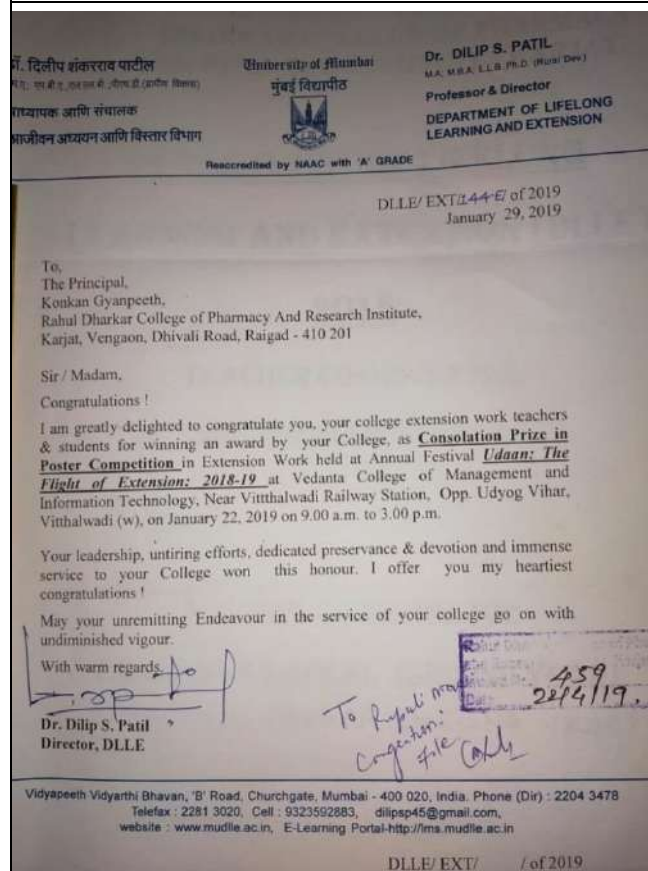 . दिलीप शंकरराव पाटील
प्राध्यापक आणि संचालक
आजीवन अध्ययन आणि विस्तार विभाग
University of Mumbai
मुंबई विद्यापीठ
Reaccredited by NAAC with 'A' GRADE
Dr. DILIP S. PATIL
M.A. M.B.A. L.L.B. Ph.D. (Rural Dev)
Professor & Director
DEPARTMENT OF LIFELONG
LEARNING AND EXTENSION
DLLE/ EXT/ of 2019
January 29, 2019
To,
The Principal,
Konkan Gyanpeeth,
Rahul Dharkar College of Pharmacy And Research Institute,
Karjat, Vengaon, Dhivali Road, Raigad - 410 201
Sir / Madam,
Congratulations !
I am greatly delighted to congratulate you, your college extension work teachers
& students for winning an award by your College, as Consolation Prize in
Poster Competition in Extension Work held at Annual Festival Udaan: The
Flight of Extension: 2018-19 at Vedanta College of Management and
Information Technology, Near Vittthalwadi Railway Station, Opp. Udyog Vihar,
Vitthalwadi (w), on January 22, 2019 on 9.00 a.m. to 3.00 p.m.
Your leadership, untiring efforts, dedicated preservance & devotion and immense
service to your College won this honour. I offer you my heartiest
congratulations !
May your unremitting Endeavour in the service of your college go on with
undiminished vigour.
With warm regards,
459
To Rupali
File
Dr. Dilip S. Patil
Director, DLLE
Vidyapeeth Vidyarthi Bhavan, 'B' Road, Churchgate, Mumbai - 400 020, India. Phone (Dir) : 2204 3478
Telefax : 2281 3020, Cell : 9323592883, dilipsp45@gmail.com,
website : www.mudlle.ac.in, E-Learning Portal-http://lms.mudlle.ac.in
DLLE/ EXT/ / of 2019